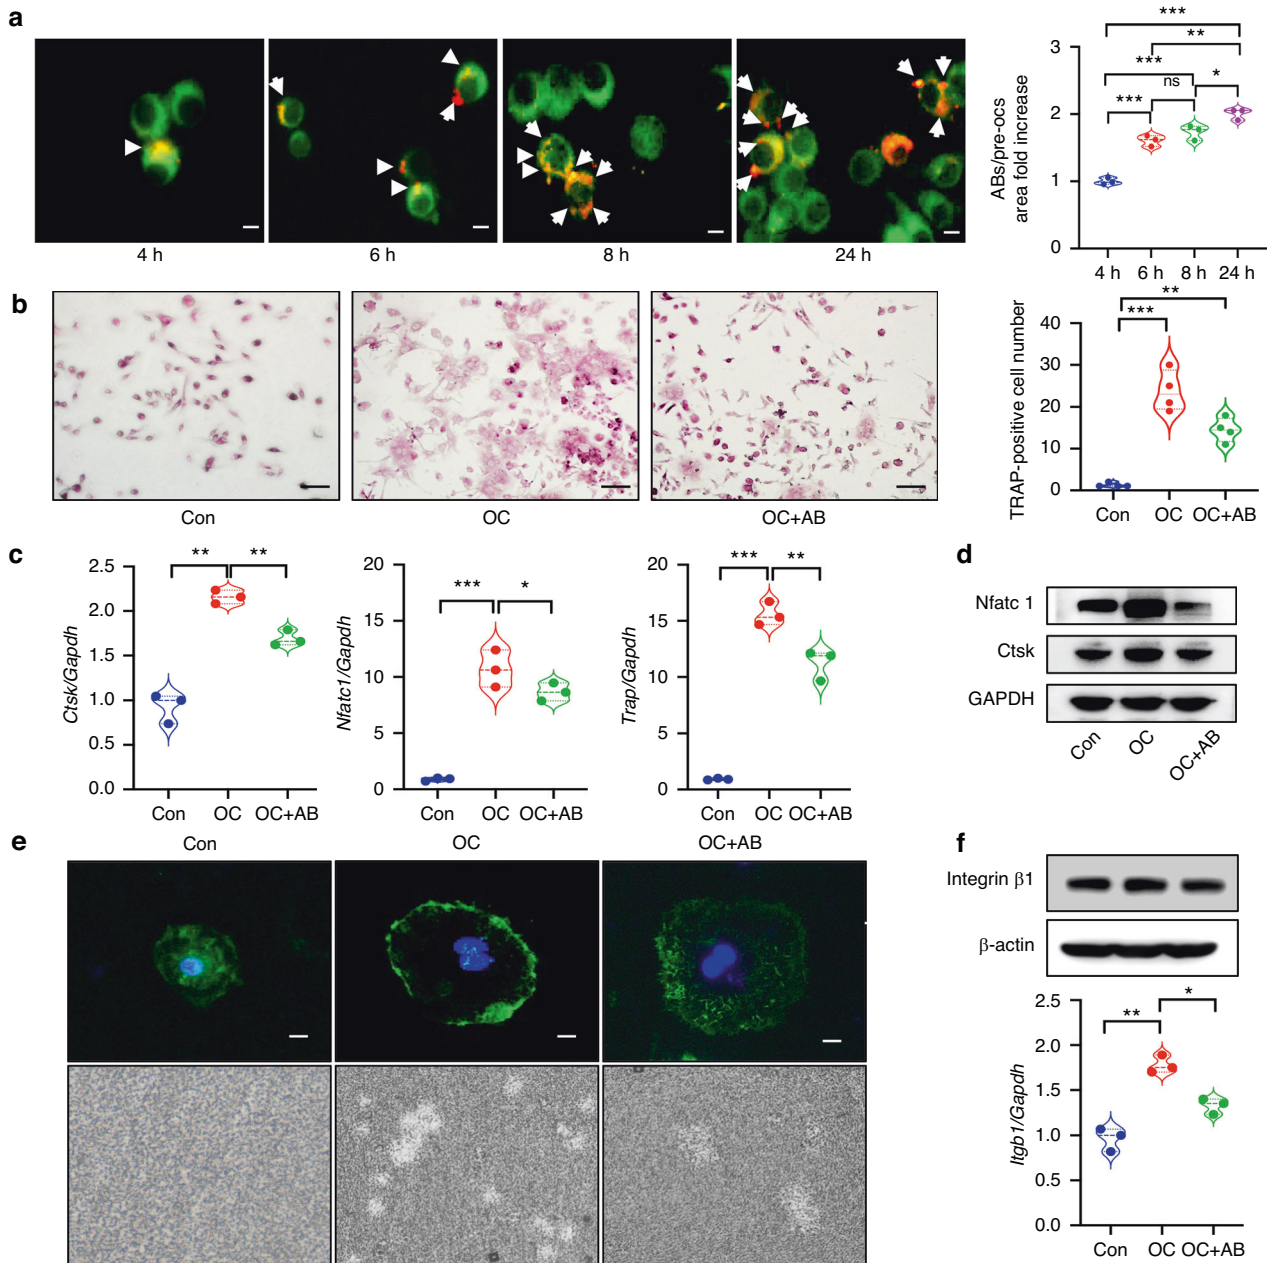 a
4 h
6 h
8 h
24 h
***
**
***
ns
*
***
ABs/pre-ocs
area fold increase
3
2
1
0
4 h 6 h 8 h 24 h
b
Con
OC
OC+AB
**
***
TRAP-positive cell number
40
30
20
10
0
Con OC OC+AB
c
** **
Ctsk/Gapdh
2.5
2.0
1.5
1.0
0.5
0.0
Con OC OC+AB
*** *
Nfatc1/Gapdh
20
15
10
5
0
Con OC OC+AB
*** **
Trap/Gapdh
20
15
10
5
0
Con OC OC+AB
d
Nfatc 1
Ctsk
GAPDH
Con OC OC+AB
e
Con
OC
OC+AB
f
Integrin β1
β-actin
** *
Itgb1/Gapdh
2.5
2.0
1.5
1.0
0.5
0.0
Con OC OC+AB